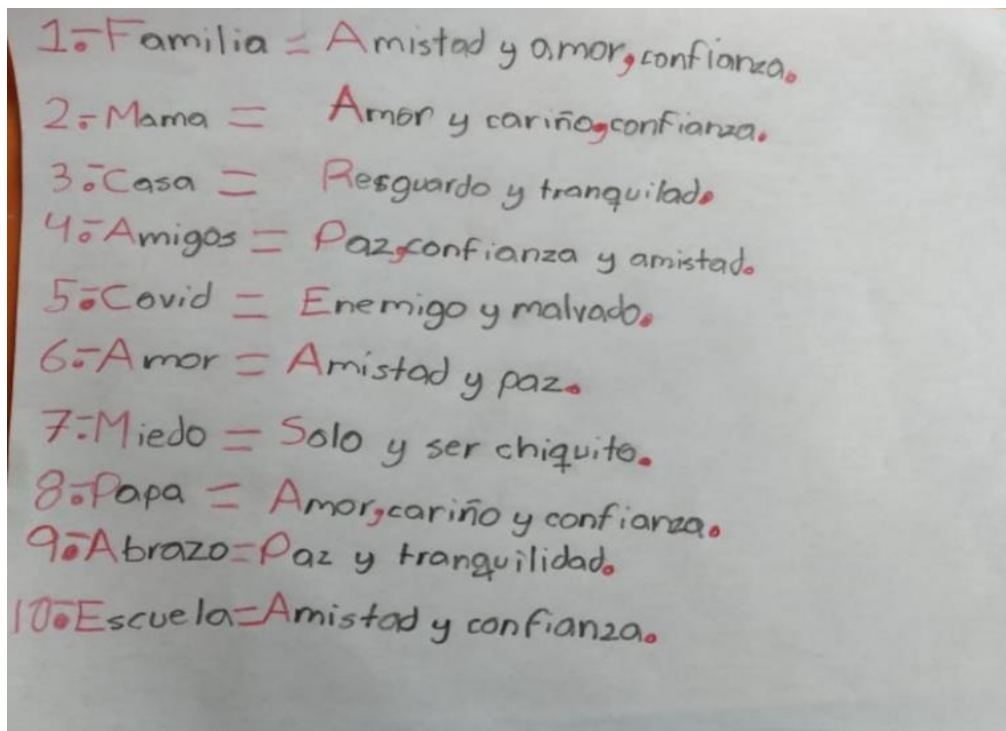 1.-Familia = Amistad y amor, confianza.
2.-Mama = Amor y cariño, confianza.
3.-Casa = Resguardo y tranquilad.
4.-Amigos = Paz, confianza y amistad.
5.-Covid = Enemigo y malvado.
6.-Amor = Amistad y paz.
7.-Miedo = Solo y ser chiquito.
8.-Papa = Amor, cariño y confianza.
9.-Abrazo=Paz y tranquilidad.
10.-Escuela=Amistad y confianza.